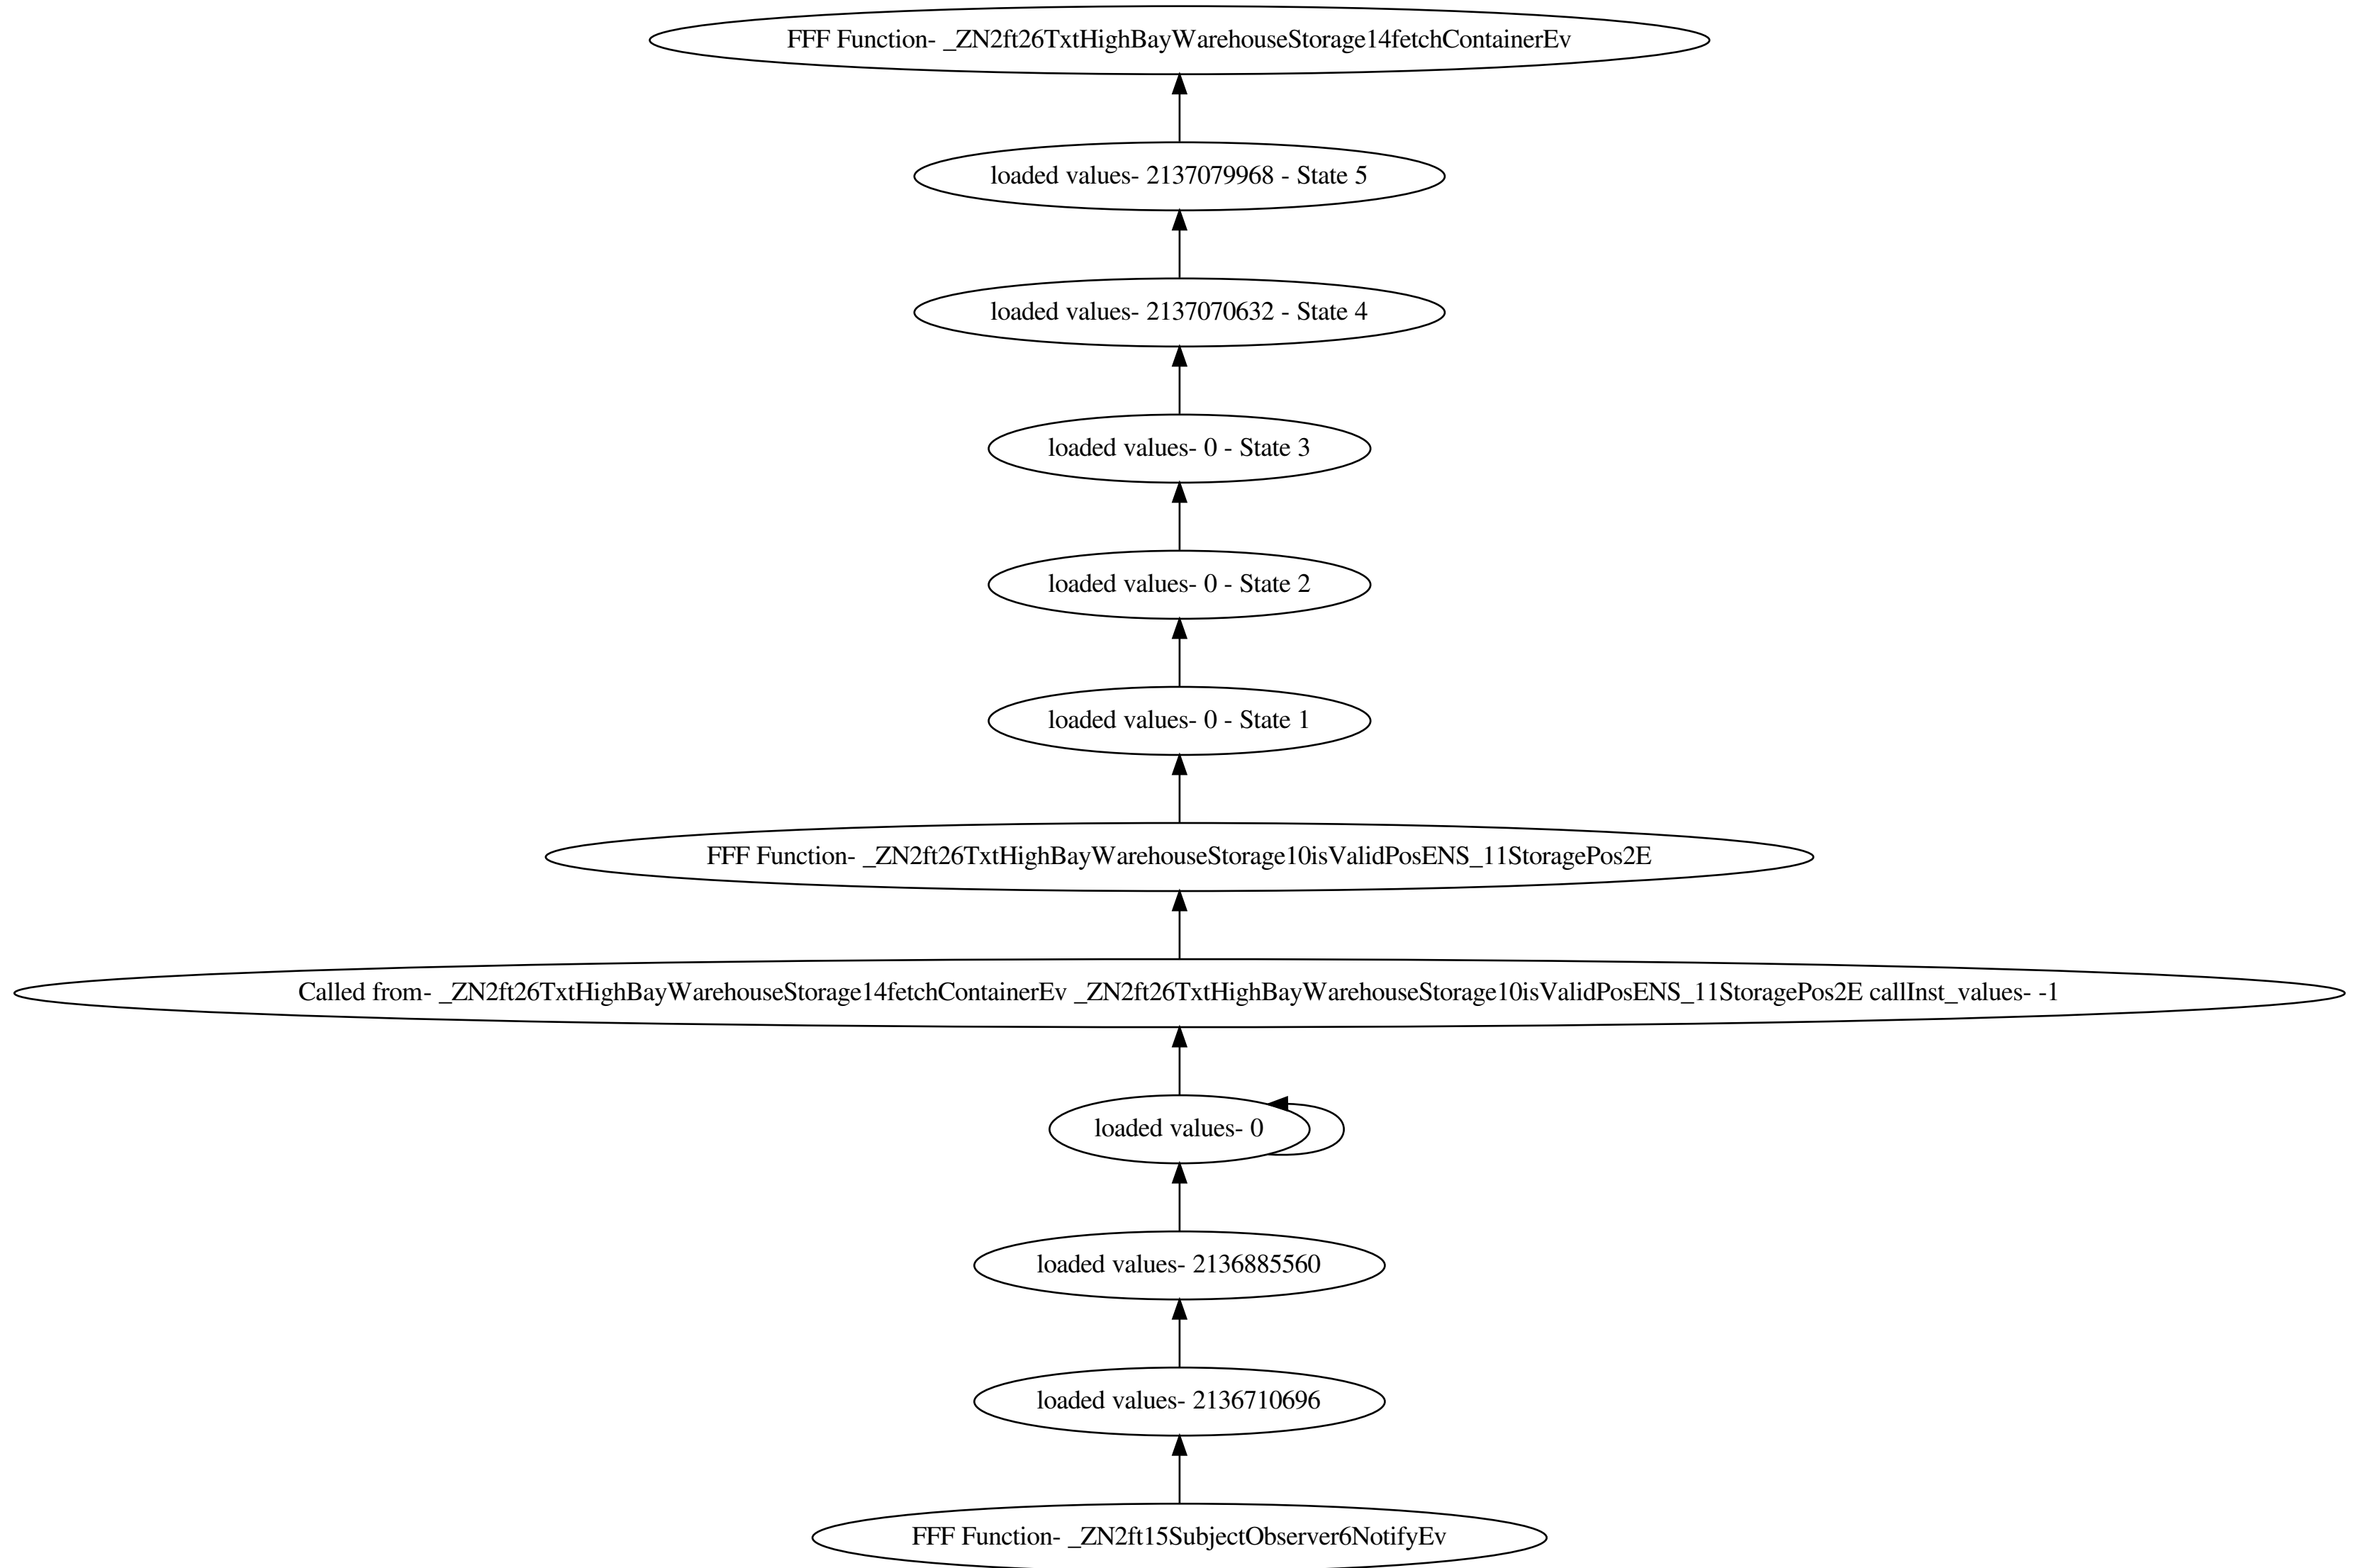 FFF Function- _ZN2ft26TxtHighBayWarehouseStorage14fetchContainerEv
loaded values- 2137079968 - State 5
loaded values- 2137070632 - State 4
loaded values- 0 - State 3
loaded values- 0 - State 2
loaded values- 0 - State 1
FFF Function- _ZN2ft26TxtHighBayWarehouseStorage10isValidPosENS_11StoragePos2E
Called from- _ZN2ft26TxtHighBayWarehouseStorage14fetchContainerEv _ZN2ft26TxtHighBayWarehouseStorage10isValidPosENS_11StoragePos2E callInst_values- -1
loaded values- 0
loaded values- 2136885560
loaded values- 2136710696
FFF Function- _ZN2ft15SubjectObserver6NotifyEv